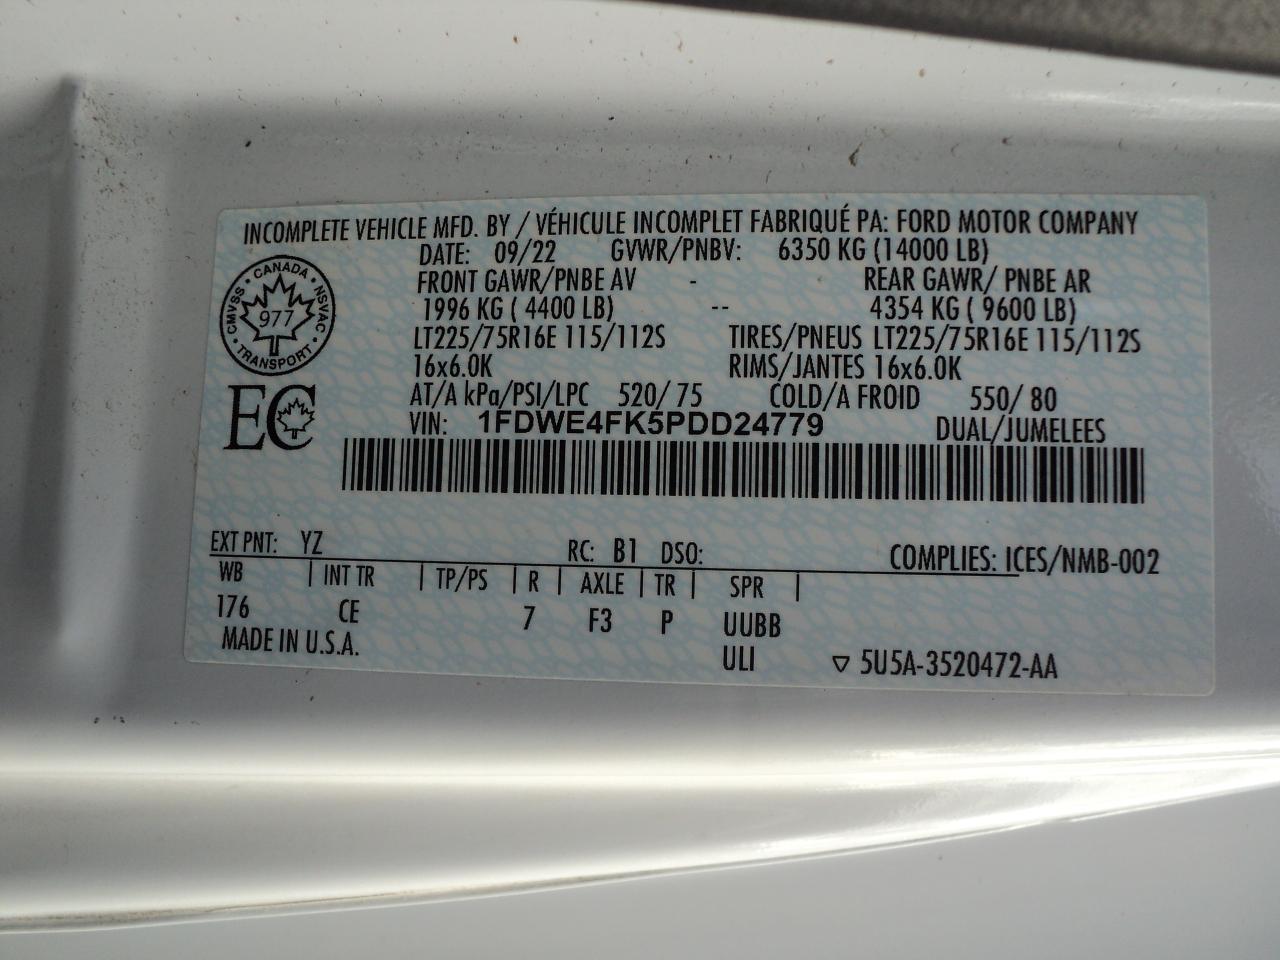 INCOMPLETE VEHICLE MFD. BY / VÉHICULE INCOMPLET FABRIQUÉ PA: FORD MOTOR COMPANY
DATE: 09/22 GVWR/PNBV: 6350 KG (14000 LB)
FRONT GAWR/PNBE AV - REAR GAWR/ PNBE AR
1996 KG ( 4400 LB) -- 4354 KG ( 9600 LB)
LT225/75R16E 115/112S TIRES/PNEUS LT225/75R16E 115/112S
16x6.0K RIMS/JANTES 16x6.0K
AT/A kPa/PSI/LPC 520/ 75 COLD/A FROID 550/ 80
VIN: 1FDWE4FK5PDD24779 DUAL/JUMELEES
CANADA
CMVSS 977 NSVAC
TRANSPORT
EC
EXT PNT: YZ RC: B1 DSO: COMPLIES: ICES/NMB-002
WB | INT TR | TP/PS | R | AXLE | TR | SPR |
176 CE 7 F3 P UUBB
MADE IN U.S.A. ULI ▽ 5U5A-3520472-AA